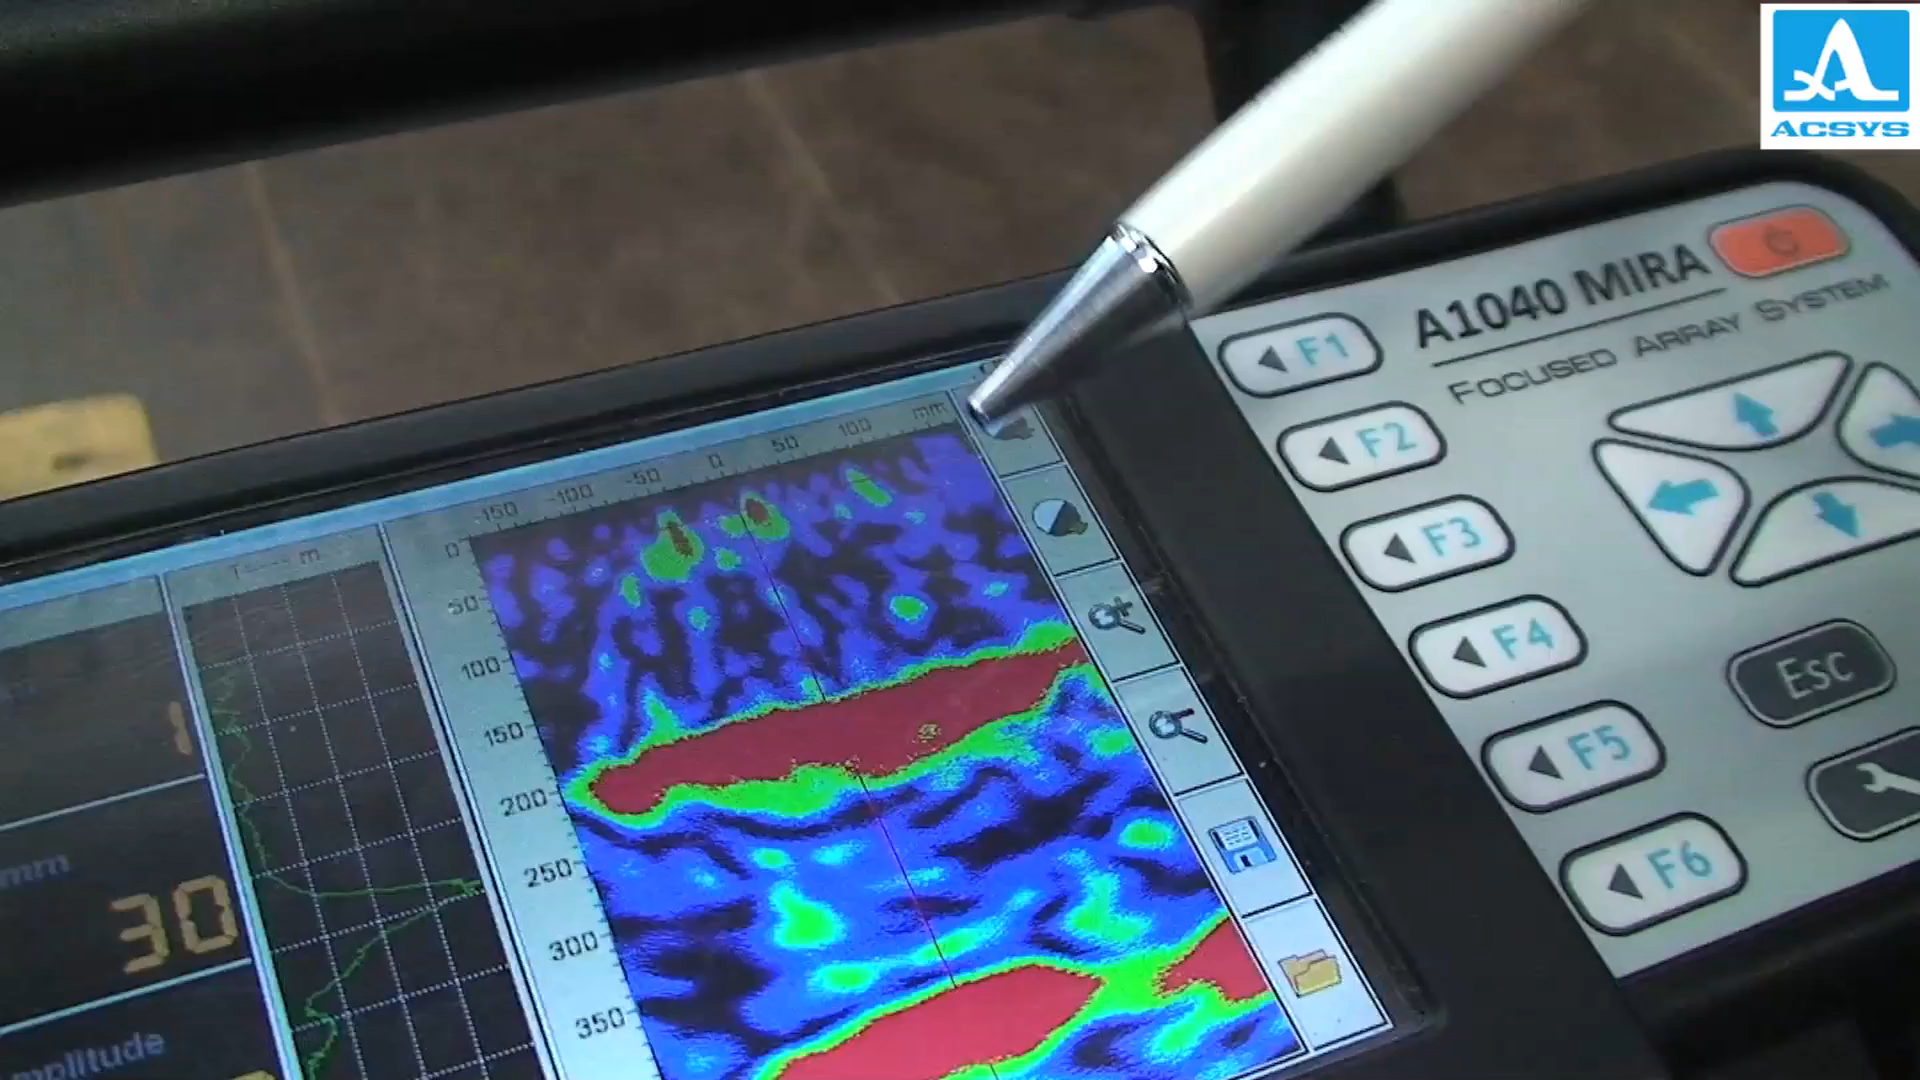 ACSYS
A1040 MIRA
FOCUSED ARRAY SYSTEM
F1
F2
F3
F4
F5
F6
Esc
-150 -100 -50 0 50 100 mm
0
50
100
150
200
250
300
350
m
1
mm
30
mplitude